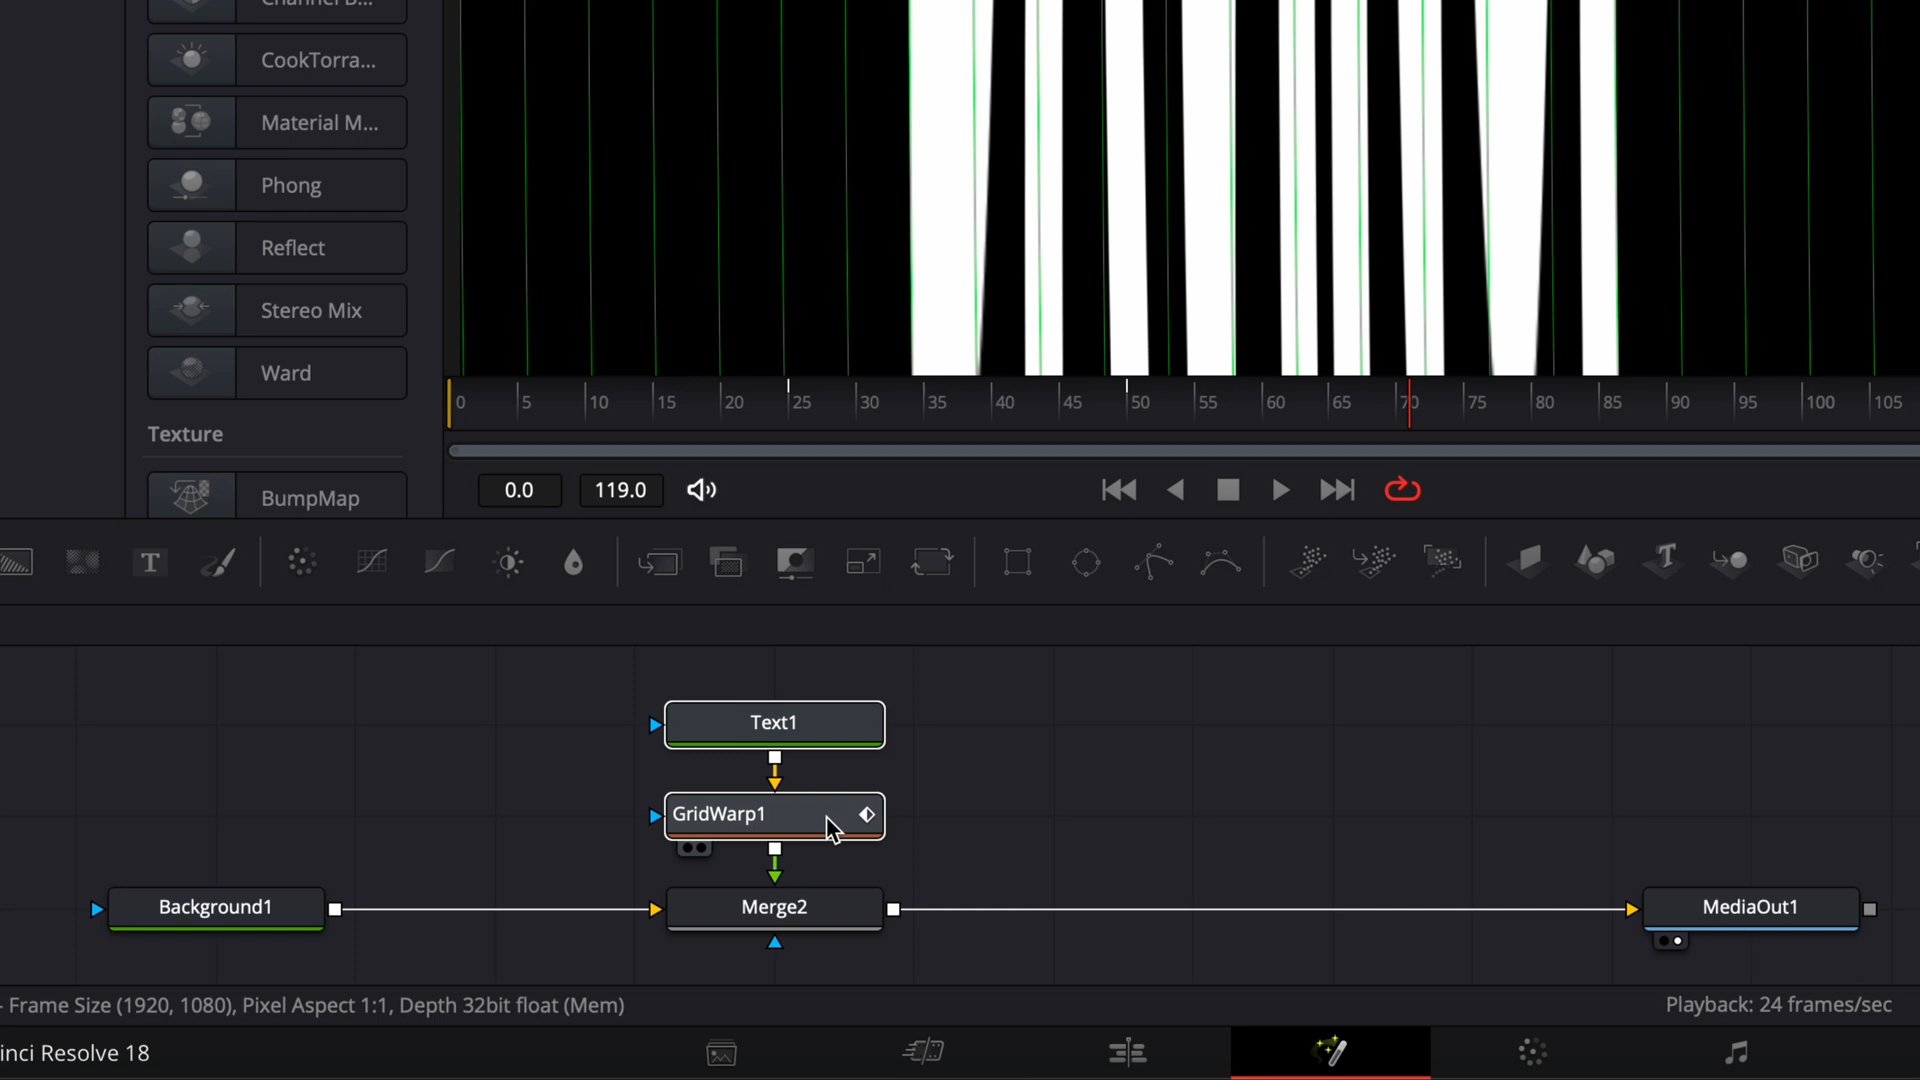 Channel B...
CookTorra...
Material M...
Phong
Reflect
Stereo Mix
Ward
Texture
BumpMap
0 5 10 15 20 25 30 35 40 45 50 55 60 65 70 75 80 85 90 95 100 105
0.0 119.0
T
Text1
GridWarp1
Background1 Merge2 MediaOut1
- Frame Size (1920, 1080), Pixel Aspect 1:1, Depth 32bit float (Mem) Playback: 24 frames/sec
inci Resolve 18